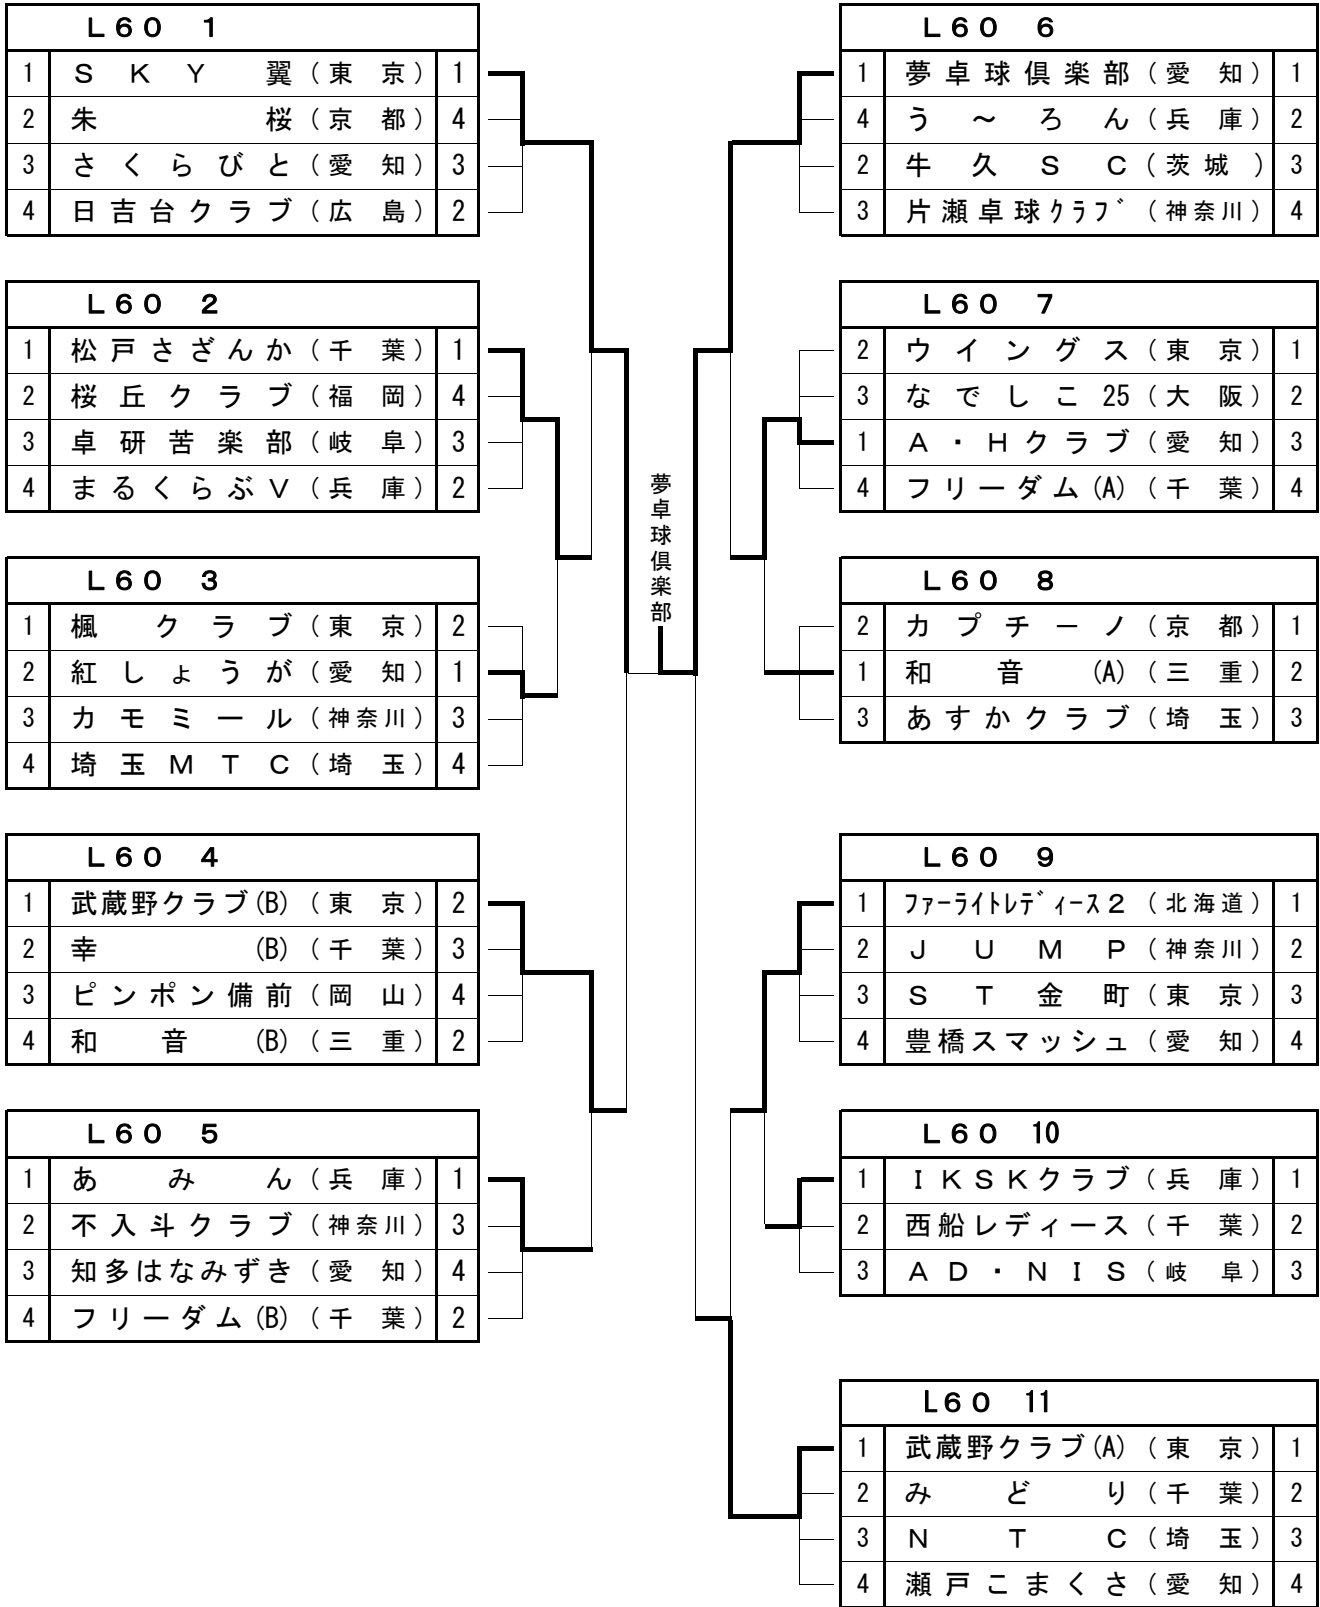 L60 1
1 SKY翼（東京）1
2 朱桜（京都）4
3 さくらびと（愛知）3
4 日吉台クラブ（広島）2
L60 2
1 松戸さざんか（千葉）1
2 桜丘クラブ（福岡）4
3 卓研苦楽部（岐阜）3
4 まるくらぶV（兵庫）2
L60 3
1 楓クラブ（東京）2
2 紅しょうが（愛知）1
3 カモミール（神奈川）3
4 埼玉MTC（埼玉）4
L60 4
1 武蔵野クラブ(B)（東京）2
2 幸(B)（千葉）3
3 ピンポン備前（岡山）4
4 和音(B)（三重）2
L60 5
1 あみん（兵庫）1
2 不入斗クラブ（神奈川）3
3 知多はなみずき（愛知）4
4 フリーダム(B)（千葉）2
夢卓球倶楽部
L60 6
1 夢卓球倶楽部（愛知）1
4 う～ろん（兵庫）2
2 牛久SC（茨城）3
3 片瀬卓球ｸﾗﾌﾞ（神奈川）4
L60 7
2 ウイングス（東京）1
3 なでしこ25（大阪）2
1 A・Hクラブ（愛知）3
4 フリーダム(A)（千葉）4
L60 8
2 カプチーノ（京都）1
1 和音(A)（三重）2
3 あすかクラブ（埼玉）3
L60 9
1 ﾌｧｰﾗｲﾄﾚﾃﾞｨｰｽ2（北海道）1
2 JUMP（神奈川）2
3 ST金町（東京）3
4 豊橋スマッシュ（愛知）4
L60 10
1 IKSKクラブ（兵庫）1
2 西船レディース（千葉）2
3 AD・NIS（岐阜）3
L60 11
1 武蔵野クラブ(A)（東京）1
2 みどり（千葉）2
3 NTC（埼玉）3
4 瀬戸こまくさ（愛知）4